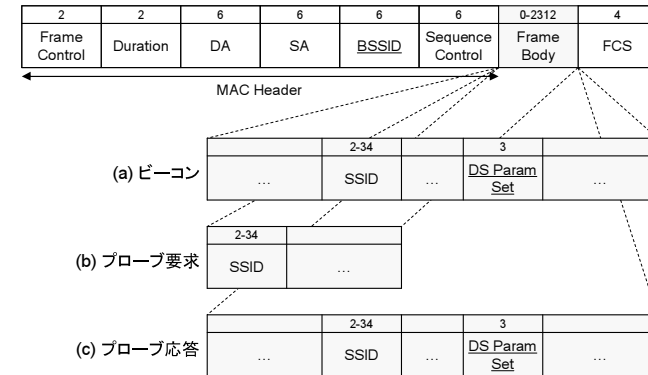 2 2 6 6 6 6 0-2312 4
Frame Control Duration DA SA BSSID Sequence Control Frame Body FCS
MAC Header
2-34 3
(a) ビーコン ... SSID ... DS Param Set ...
2-34
(b) プローブ要求 SSID ...
2-34 3
(c) プローブ応答 ... SSID ... DS Param Set ...